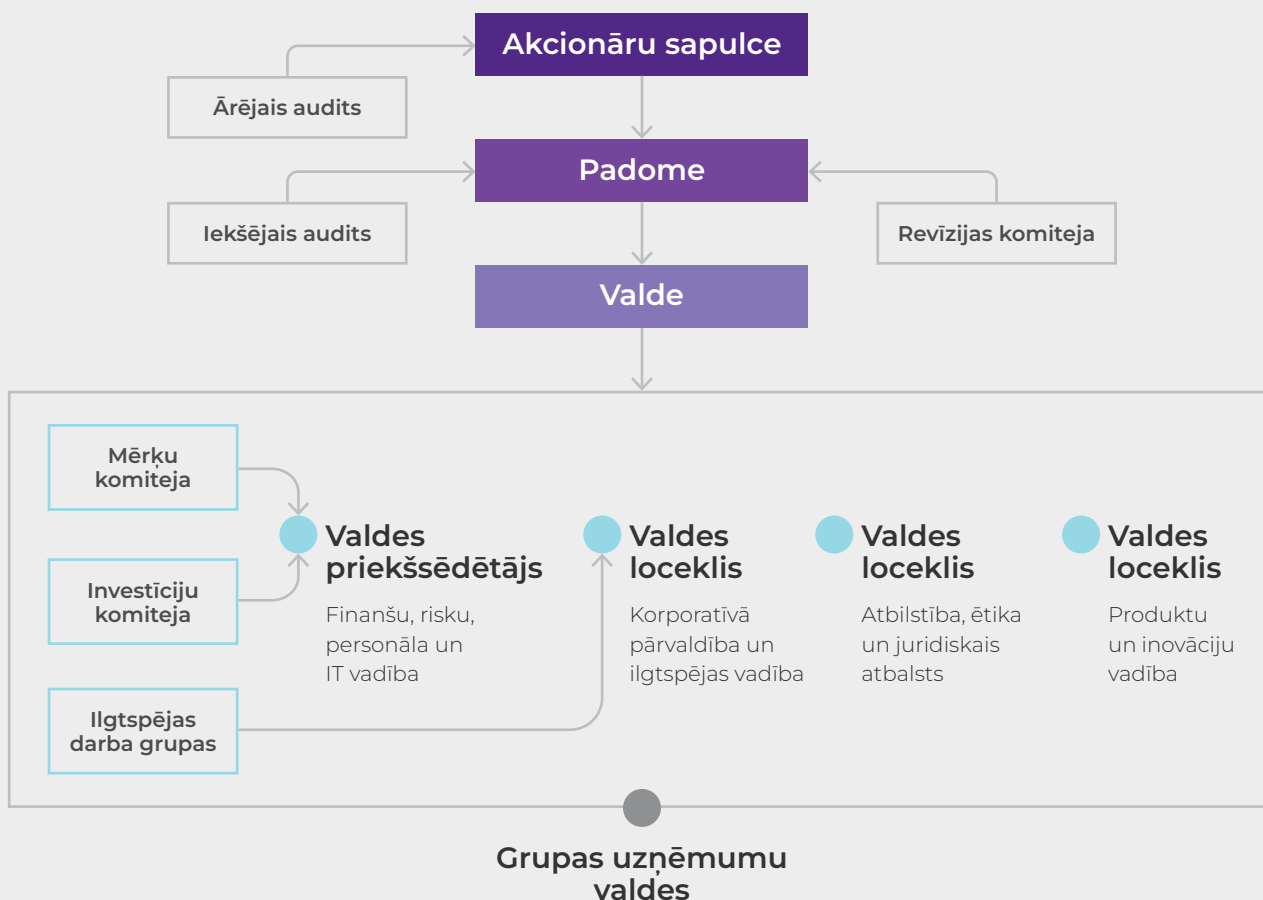 Akcionāru sapulce
Ārējais audits
Padome
Iekšējais audits
Revīzijas komiteja
Valde
Mērķu
komiteja
Investīciju
komiteja
Ilgtspējas
darba grupas
Valdes
priekšsēdētājs
Finanšu, risku,
personāla un
IT vadība
Valdes
loceklis
Korporatīvā
pārvaldība un
ilgtspējas vadība
Valdes
loceklis
Atbilstība, ētika
un juridiskais
atbalsts
Valdes
loceklis
Produktu
un inovāciju
vadība
Grupas uzņēmumu
valdes